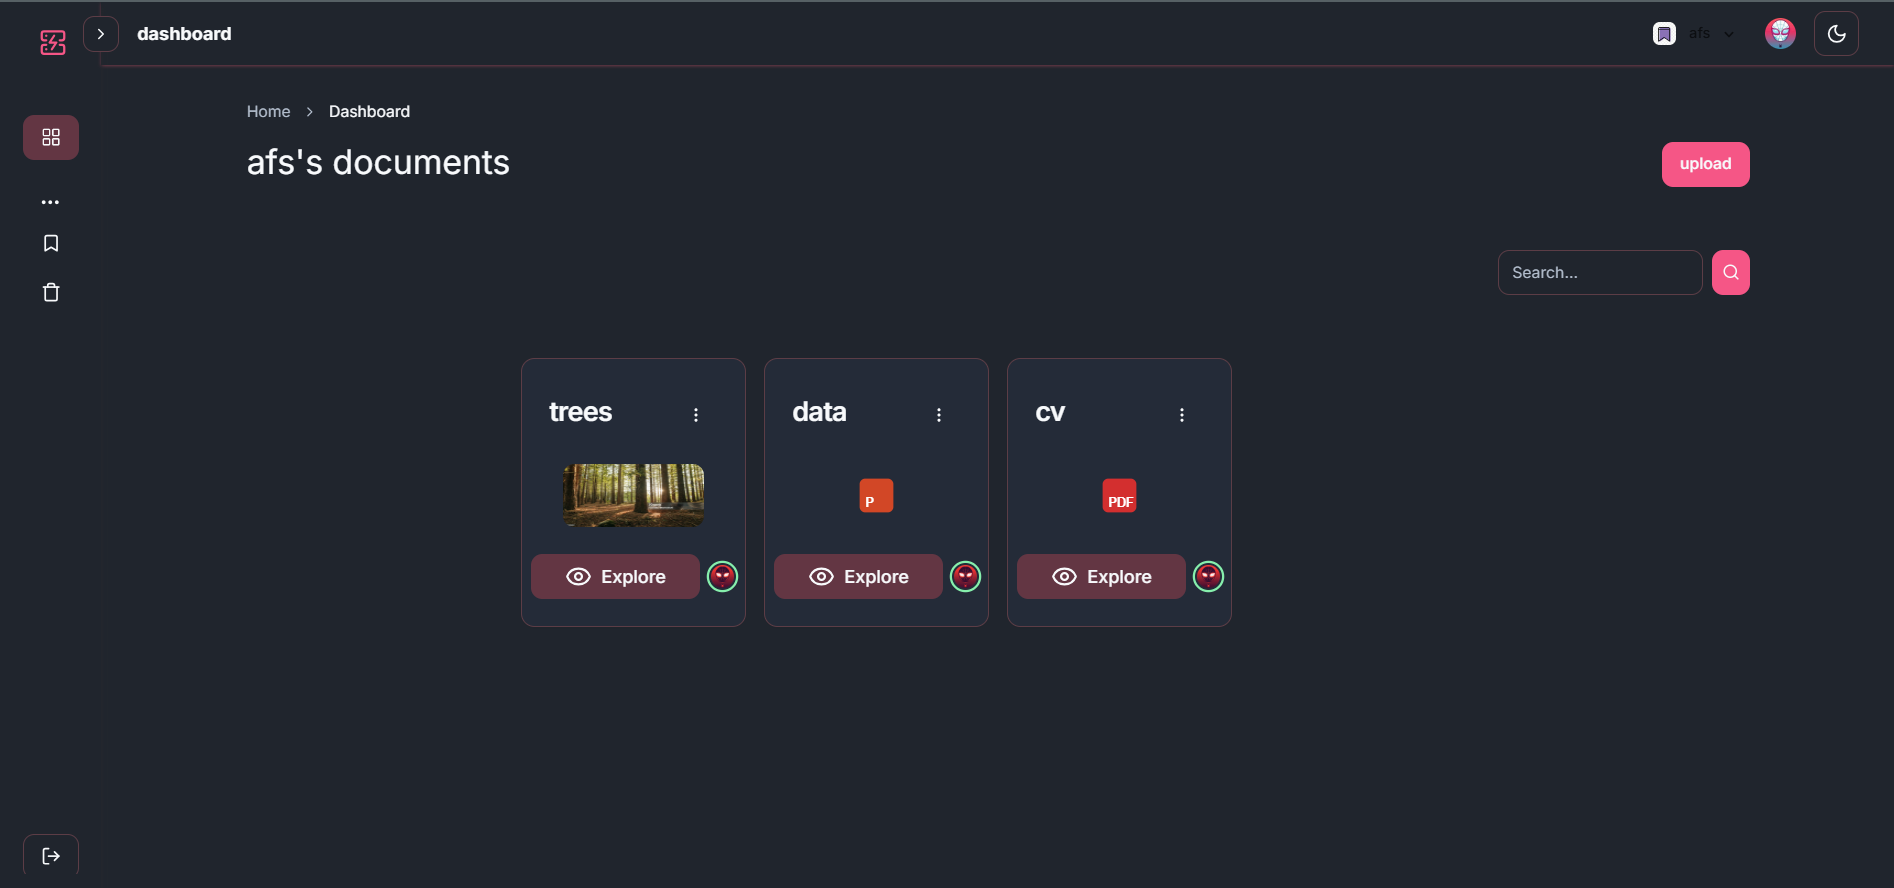 dashboard
afs
Home
Dashboard
afs's documents
upload
Search...
trees
data
cv
P
PDF
Explore
Explore
Explore